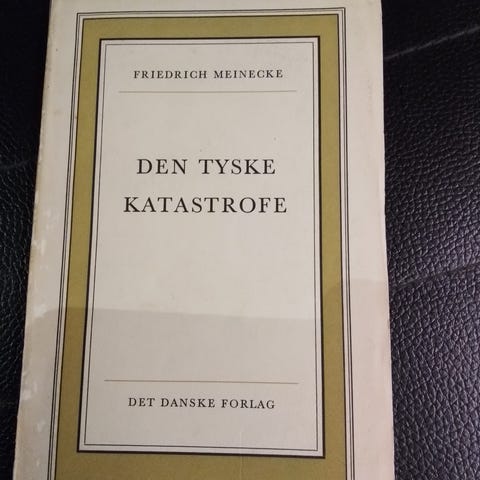 FRIEDRICH MEINECKE
DEN TYSKE
KATASTROFE
DET DANSKE FORLAG